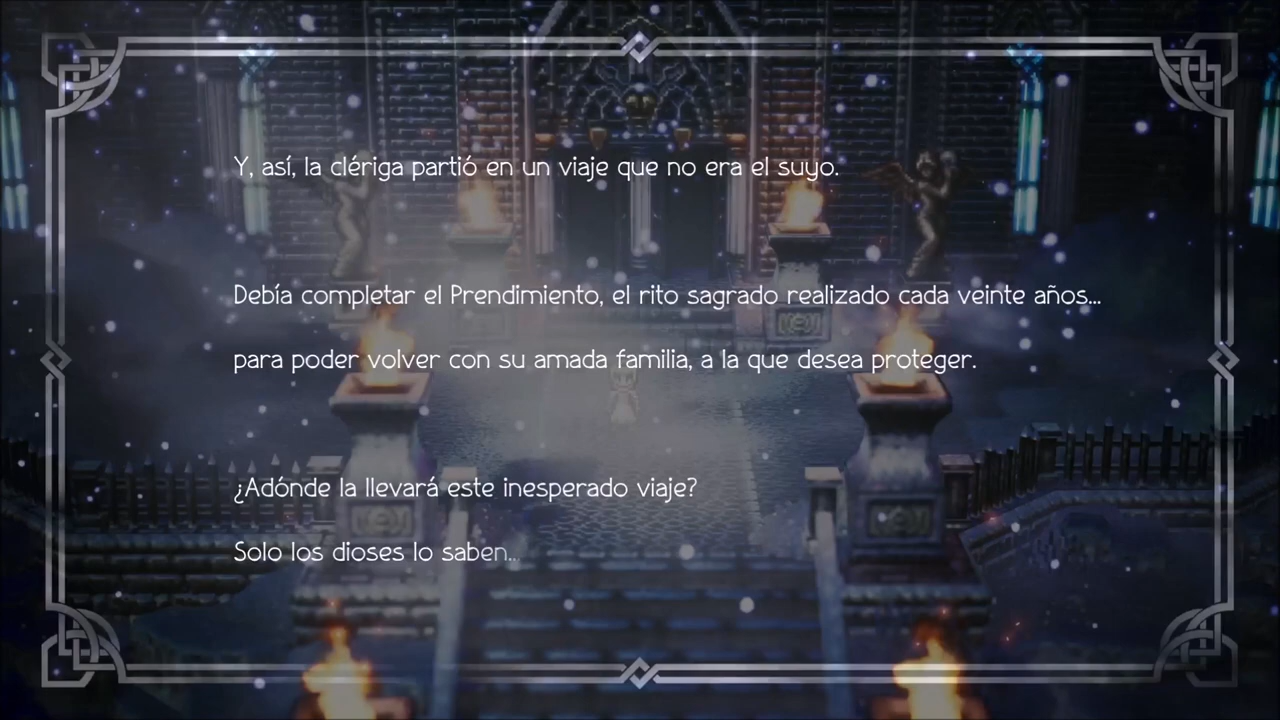 Y, así, la clériga partió en un viaje que no era el suyo.
Debía completar el Prendimiento, el rito sagrado realizado cada veinte años...
para poder volver con su amada familia, a la que desea proteger.
¿Adónde la llevará este inesperado viaje?
Solo los dioses lo saben...